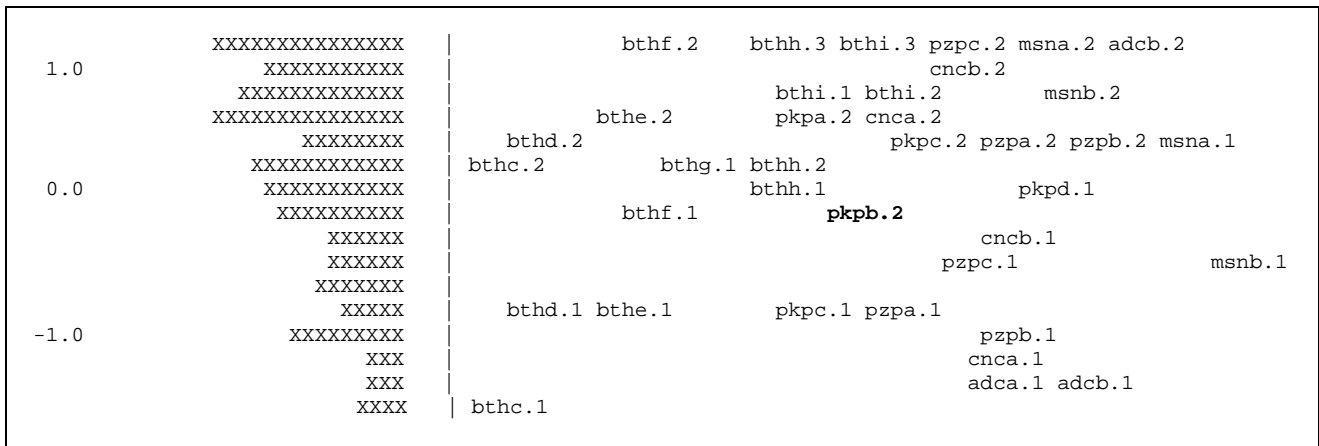 XXXXXXXXXXXXXXX | bthf.2 bthh.3 bthi.3 pzpc.2 msna.2 adcb.2
1.0 XXXXXXXXXXX | cncb.2
XXXXXXXXXXXXX | bthi.1 bthi.2 msnb.2
XXXXXXXXXXXXXXX | bthe.2 pkpa.2 cnca.2
XXXXXXXX | bthd.2 pkpc.2 pzpa.2 pzpb.2 msna.1
XXXXXXXXXXXX | bthc.2 bthg.1 bthh.2
0.0 XXXXXXXXXXX | bthh.1 pkpd.1
XXXXXXXXXX | bthf.1 pkpb.2
XXXXXX | cncb.1
XXXXXX | pzpc.1 msnb.1
XXXXXXX |
XXXXX | bthd.1 bthe.1 pkpc.1 pzpa.1
-1.0 XXXXXXXXX | pzpb.1
XXX | cnca.1
XXX | adca.1 adcb.1
XXXX | bthc.1